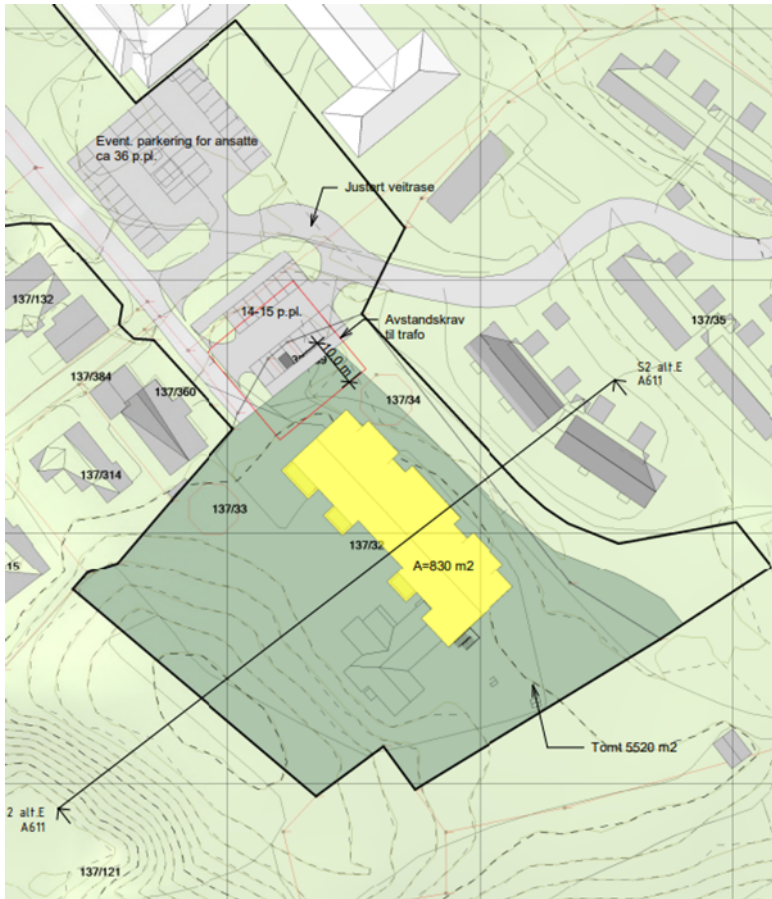 Event. parkering for ansatte
ca 36 p.pl.
Justert veitrase
137/132
14-15 p.pl.
Avstandskrav
til trafo
137/35
10.0 m
S2 alt.E
A611
137/384
137/360
137/34
137/314
137/33
137/32
15
A=830 m2
Tomt 5520 m2
2 alt.E
A611
137/121